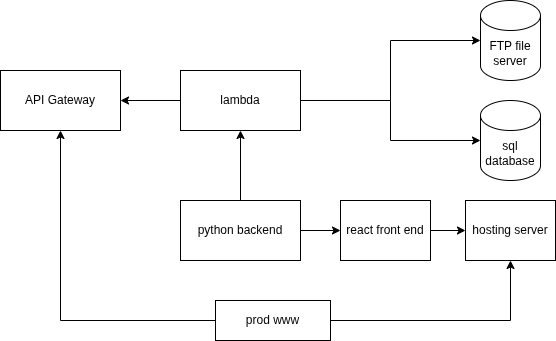 FTP file
server
API Gateway
lambda
sql
database
python backend
react front end
hosting server
prod www